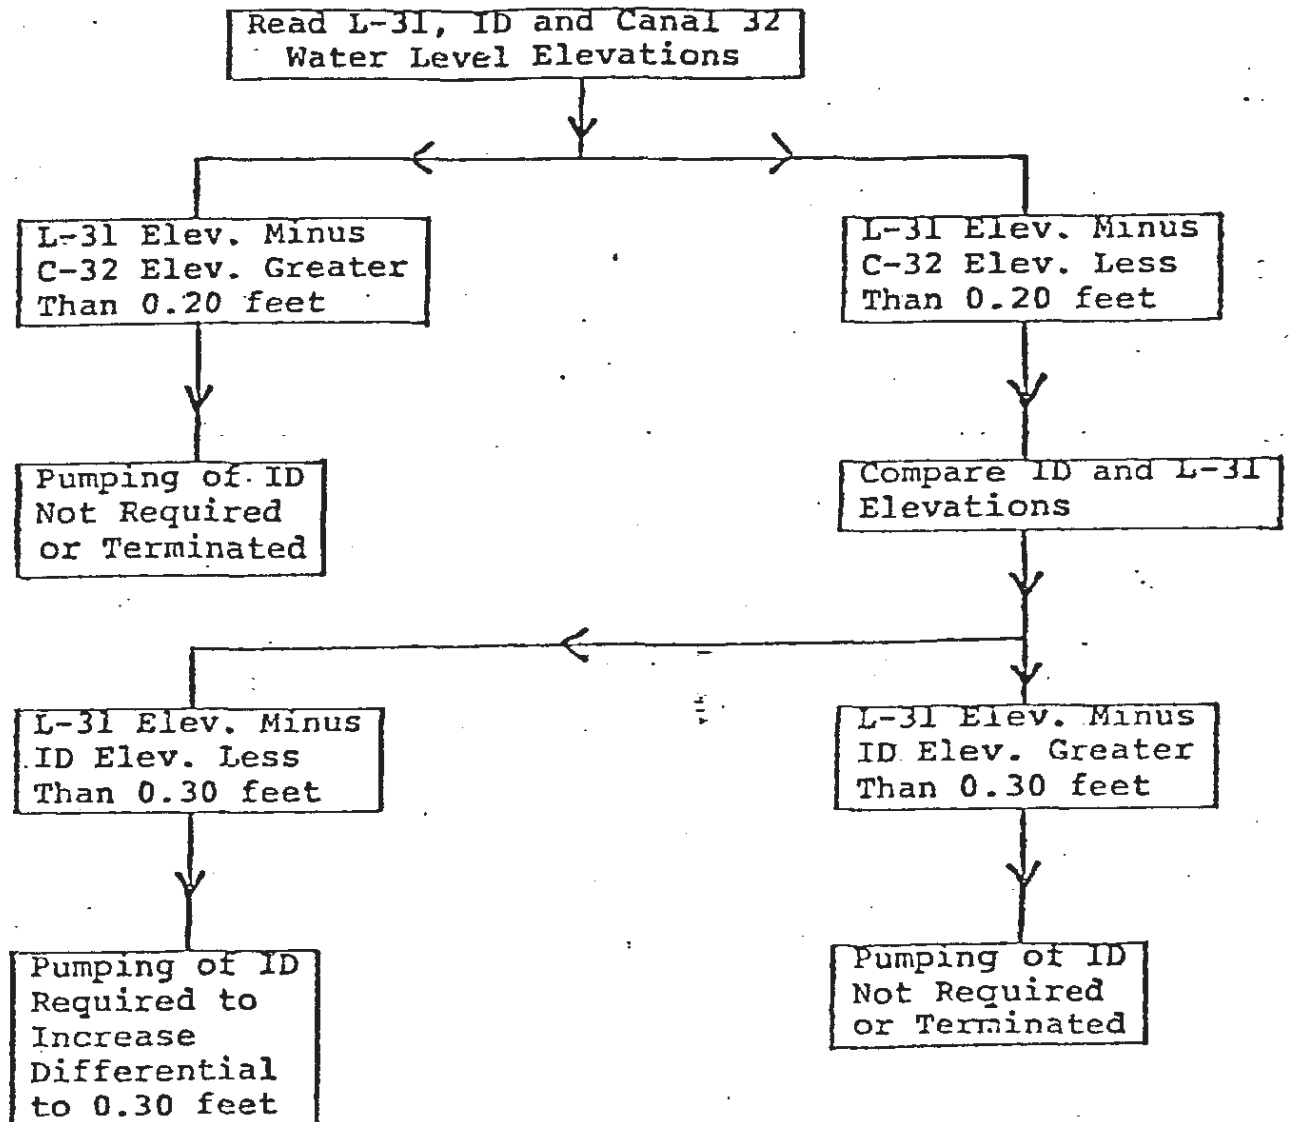 Read L-31, ID and Canal 32
Water Level Elevations
L-31 Elev. Minus
C-32 Elev. Greater
Than 0.20 feet
L-31 Elev. Minus
C-32 Elev. Less
Than 0.20 feet
Pumping of ID
Not Required
or Terminated
Compare ID and L-31
Elevations
L-31 Elev. Minus
ID Elev. Less
Than 0.30 feet
L-31 Elev. Minus
ID Elev. Greater
Than 0.30 feet
Pumping of ID
Required to
Increase
Differential
to 0.30 feet
Pumping of ID
Not Required
or Terminated